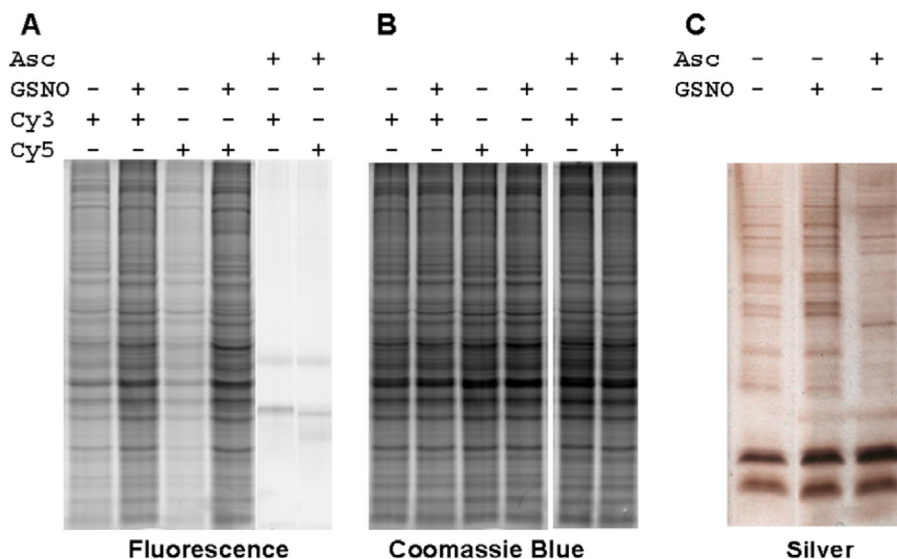 A B C
Asc + + + + Asc – – +
GSNO – + – + – – – + – + – – GSNO – + –
Cy3 + + – – + – + + – – + –
Cy5 – – + + – + – – + + – +
Fluorescence Coomassie Blue Silver